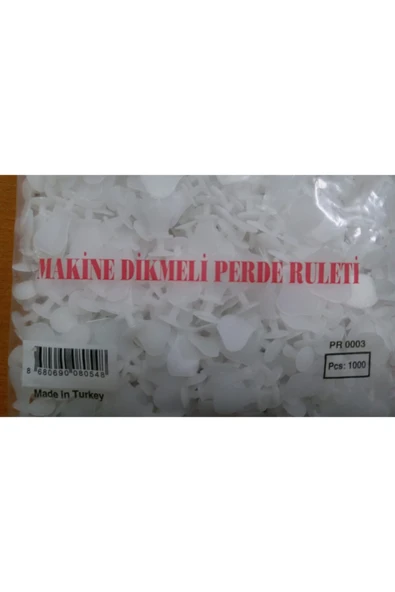 MAKİNE DİKMELİ PERDE RULETİ
PR 0003
Pcs: 1000
8 680690 080548
Made In Turkey